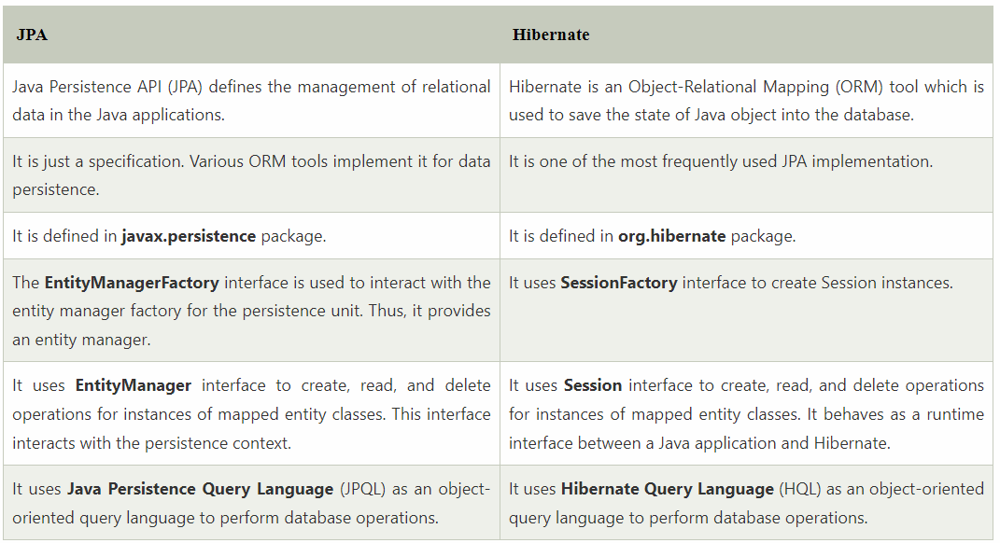 JPA
Hibernate
Java Persistence API (JPA) defines the management of relational
data in the Java applications.
Hibernate is an Object-Relational Mapping (ORM) tool which is
used to save the state of Java object into the database.
It is just a specification. Various ORM tools implement it for data
persistence.
It is one of the most frequently used JPA implementation.
It is defined in javax.persistence package.
It is defined in org.hibernate package.
The EntityManagerFactory interface is used to interact with the
entity manager factory for the persistence unit. Thus, it provides
an entity manager.
It uses SessionFactory interface to create Session instances.
It uses EntityManager interface to create, read, and delete
operations for instances of mapped entity classes. This interface
interacts with the persistence context.
It uses Session interface to create, read, and delete operations
for instances of mapped entity classes. It behaves as a runtime
interface between a Java application and Hibernate.
It uses Java Persistence Query Language (JPQL) as an object-
oriented query language to perform database operations.
It uses Hibernate Query Language (HQL) as an object-oriented
query language to perform database operations.